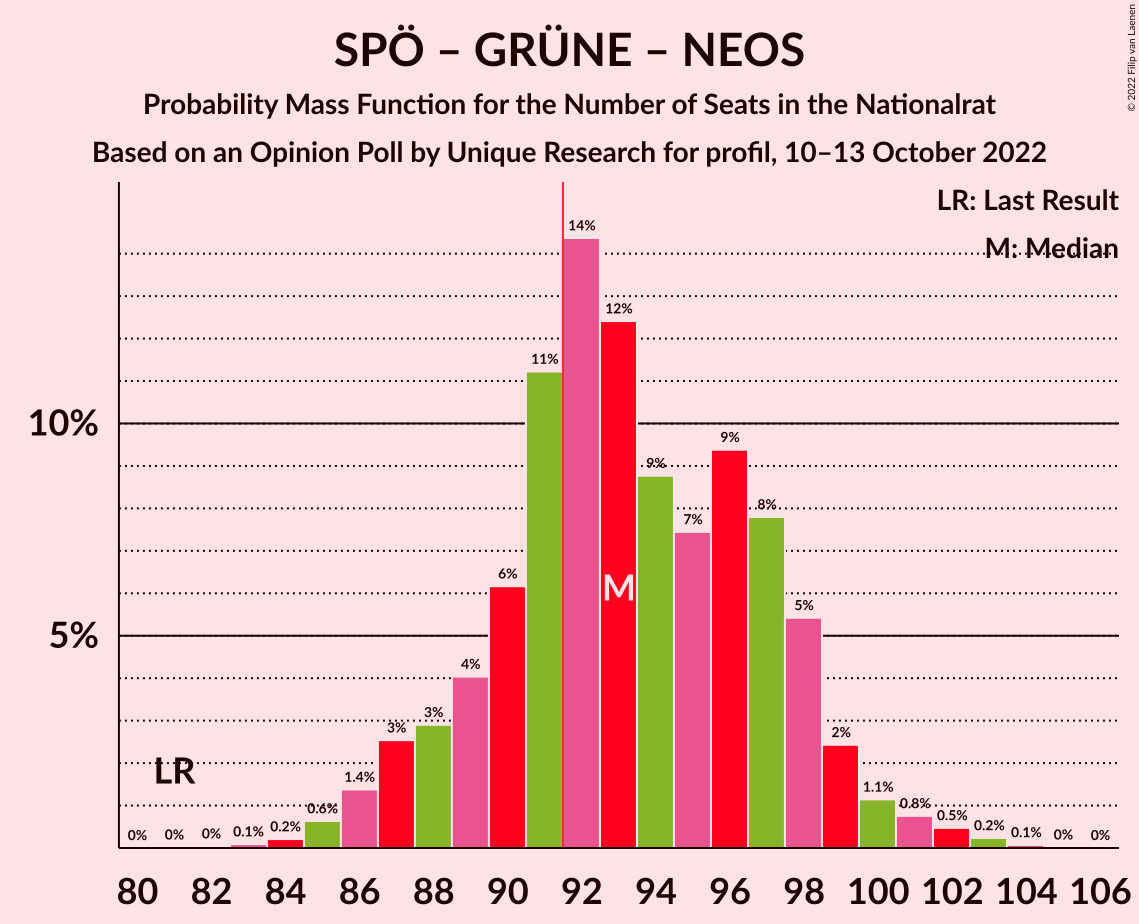 SPÖ – GRÜNE – NEOS
Probability Mass Function for the Number of Seats in the Nationalrat
Based on an Opinion Poll by Unique Research for profil, 10–13 October 2022
© 2022 Filip van Laenen
LR: Last Result
M: Median
14%
12%
11%
10%
9%
9%
8%
7%
6%
M
5%
5%
4%
3%
3%
2%
LR
1.4%
1.1%
0.6%
0.8%
0.5%
0% 0% 0% 0.1% 0.2% 0.2% 0.1% 0% 0%
80 82 84 86 88 90 92 94 96 98 100 102 104 106